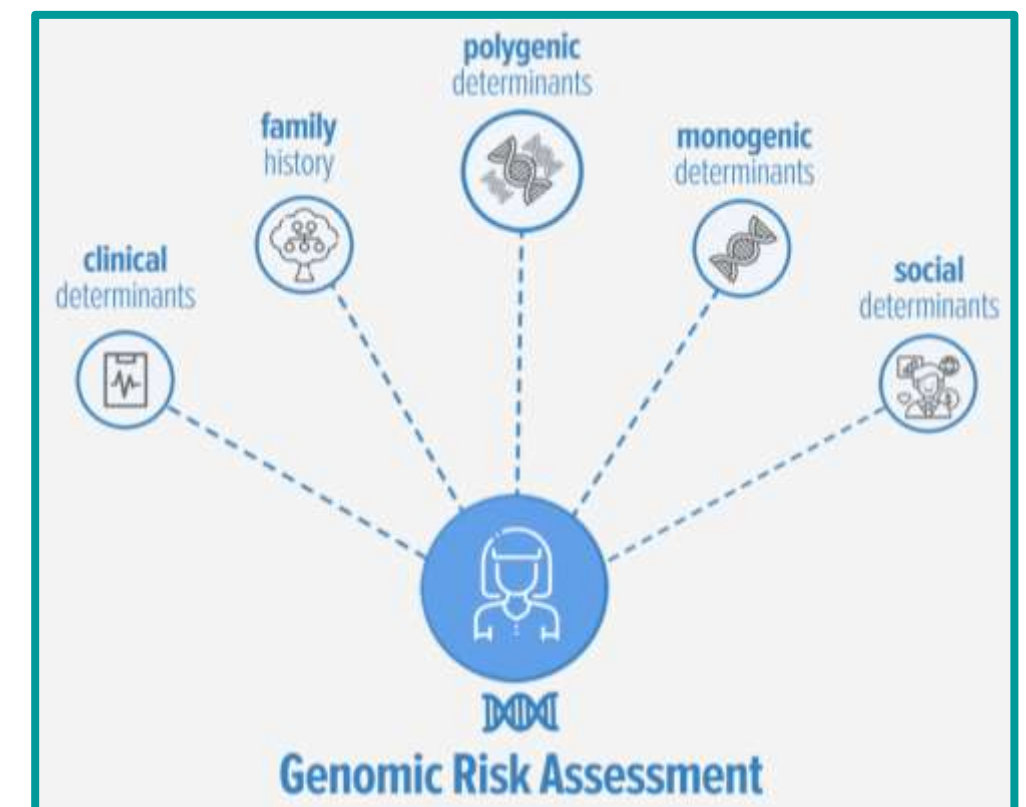 polygenic
determinants
family
history
monogenic
determinants
clinical
determinants
social
determinants
Genomic Risk Assessment